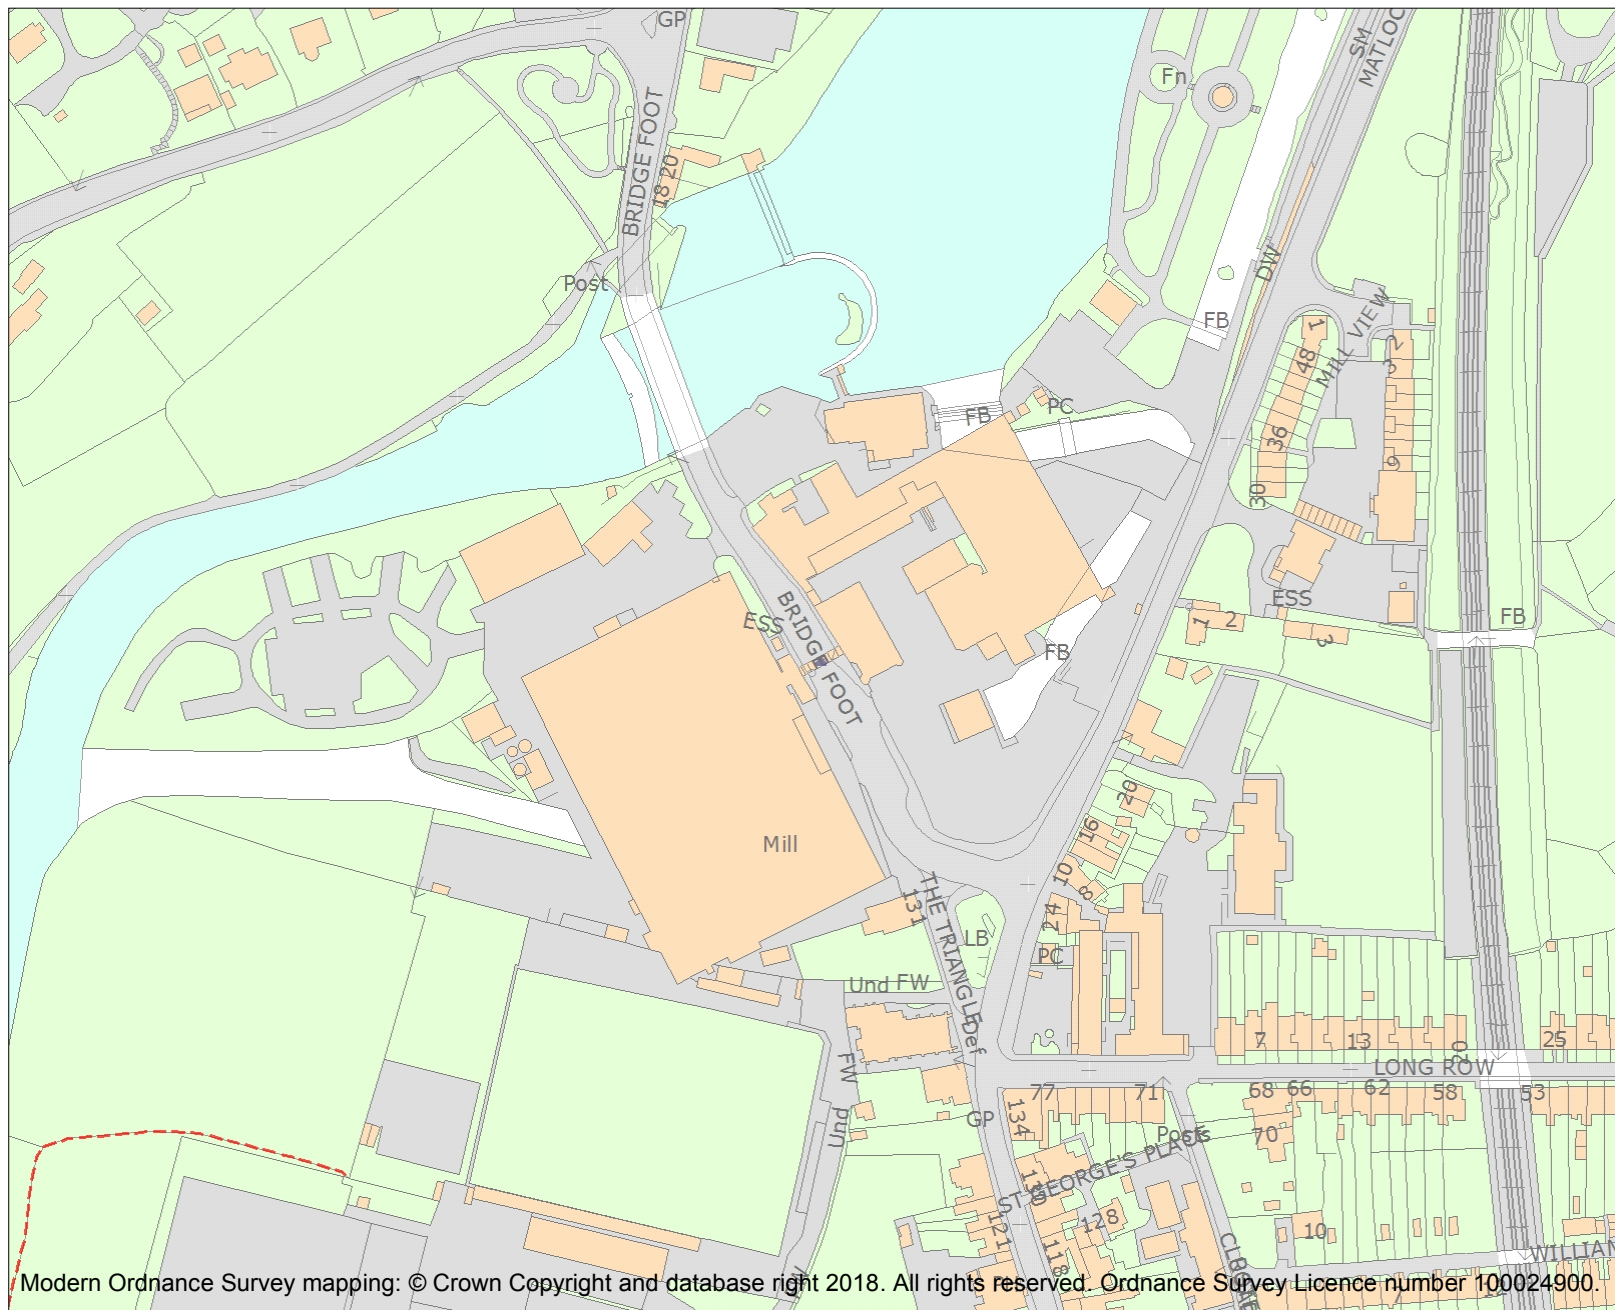 GP
SM
MATLOC
Fn
BRIDGE FOOT
18 20
Post
DW
FB
MILL VIEW
1
48
2
3
PC
FB
36
9
30
ESS
BRIDGE FOOT
ESS
1
2
3
FB
FB
20
Mill
16
10
8
THE TRIANGLE
131
24
LB
PC
Und FW
Def
7
13
20
25
LONG ROW
FW
77
71
68
66
62
58
53
134
GP
Und
Posts
70
ST GEORGE'S PLACE
130
128
121
118
10
WILLIAM
7
12
Modern Ordnance Survey mapping: © Crown Copyright and database right 2018. All rights reserved. Ordnance Survey Licence number 100024900.